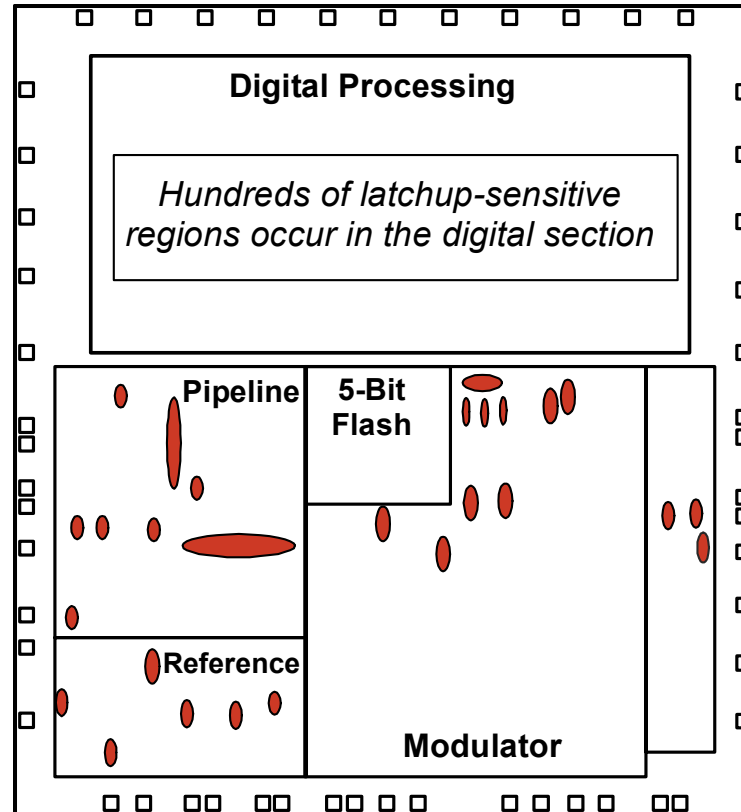 Digital Processing
Hundreds of latchup-sensitive
regions occur in the digital section
Pipeline
5-Bit
Flash
Reference
Modulator